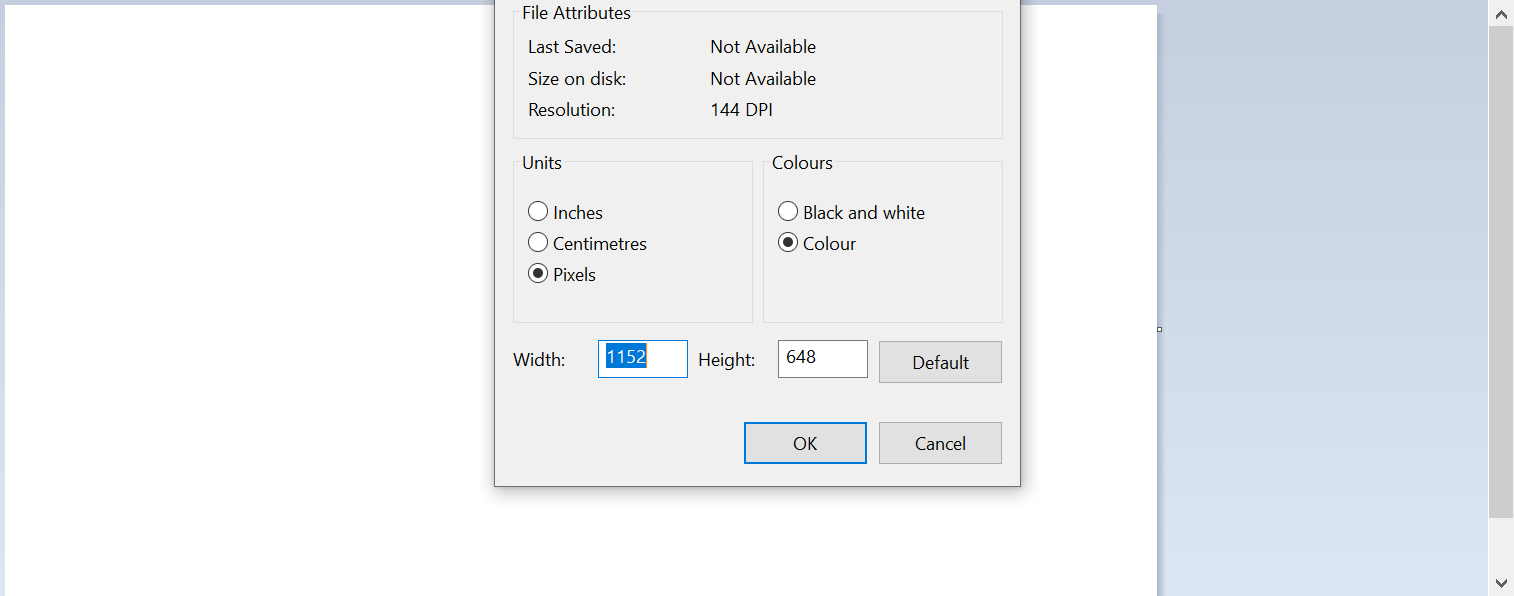 File Attributes
Last Saved: Not Available
Size on disk: Not Available
Resolution: 144 DPI
Units Colours
Inches Black and white
Centimetres Colour
Pixels
Width: 1152 Height: 648 Default
OK Cancel